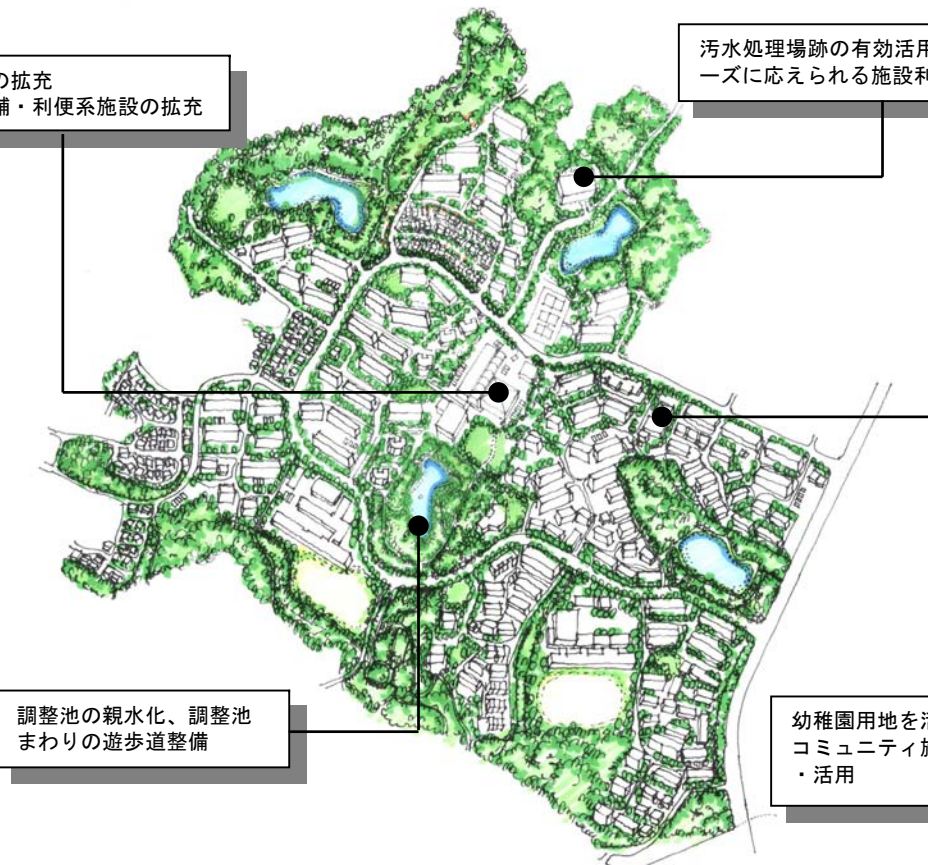 の拡充
舗・利便系施設の拡充
汚水処理場跡の有効活用
ーズに応えられる施設利
調整池の親水化、調整池
まわりの遊歩道整備
幼稚園用地を活
コミュニティ施
・活用